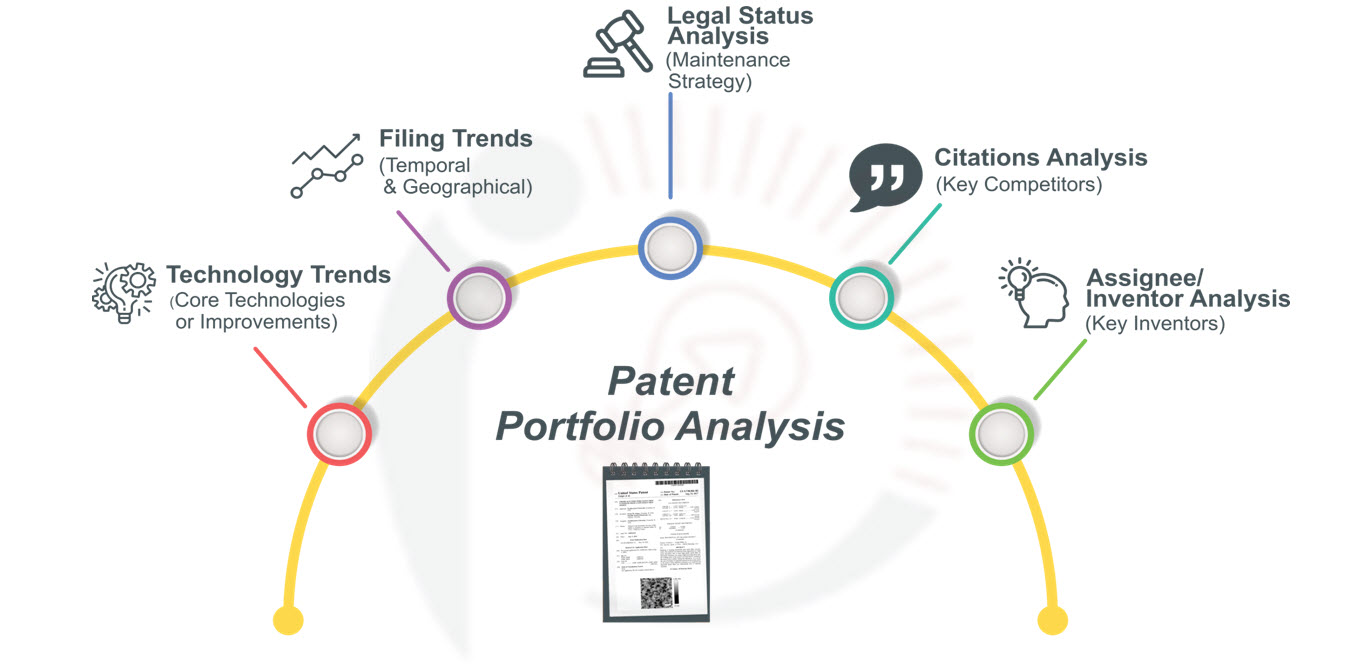 Legal Status
Analysis
(Maintenance
Strategy)
Filing Trends
(Temporal
& Geographical)
Citations Analysis
(Key Competitors)
Technology Trends
(Core Technologies
or Improvements)
Assignee/
Inventor Analysis
(Key Inventors)
Patent
Portfolio Analysis
United States Patent